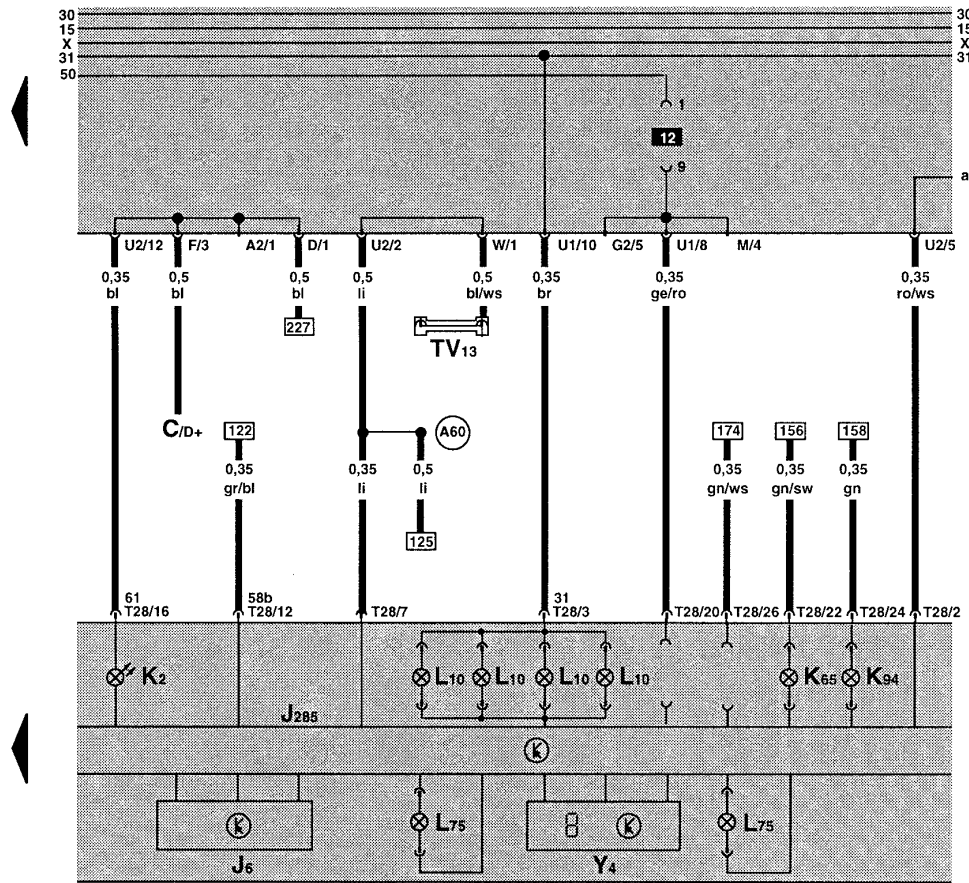 30 30
15 15
X X
31 31
50
1
12
9
a
U2/12 F/3 A2/1 D/1 U2/2 W/1 U1/10 G2/5 U1/8 M/4 U2/5
0,35 0,5 0,5 0,5 0,5 0,35 0,35 0,35
bl bl bl li bl/ws br ge/ro ro/ws
227
TV13
C/D+ 122 A60 174 156 158
0,35 0,35 0,5 0,35 0,35 0,35
gr/bl li li gn/ws gn/sw gn
125
61 58b 31
T28/16 T28/12 T28/7 T28/3 T28/20 T28/26 T28/22 T28/24 T28/2
K2 L10 L10 L10 L10 K65 K94
J285
k
k L75 8 k L75
J6 Y4